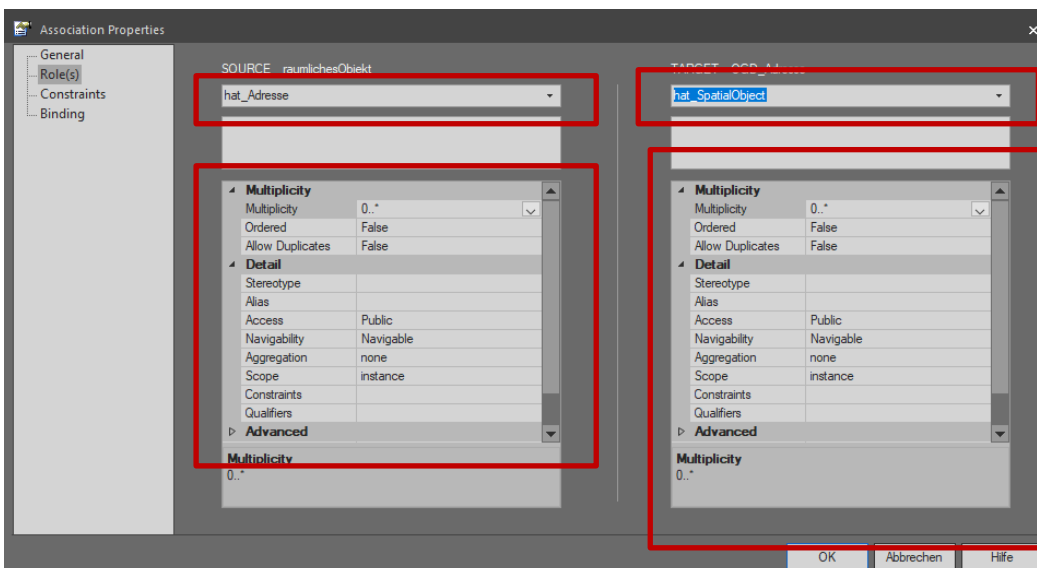 Association Properties
General
Role(s)
Constraints
Binding
SOURCE raumlichesObjekt
hat_Adresse
Multiplicity
Multiplicity 0..*
Ordered False
Allow Duplicates False
Detail
Stereotype
Alias
Access Public
Navigability Navigable
Aggregation none
Scope instance
Constraints
Qualifiers
Advanced
Multiplicity
0..*
TARGET OGD_Adresse
hat_SpatialObject
Multiplicity
Multiplicity 0..*
Ordered False
Allow Duplicates False
Detail
Stereotype
Alias
Access Public
Navigability Navigable
Aggregation none
Scope instance
Constraints
Qualifiers
Advanced
Multiplicity
0..*
OK Abbrechen Hilfe